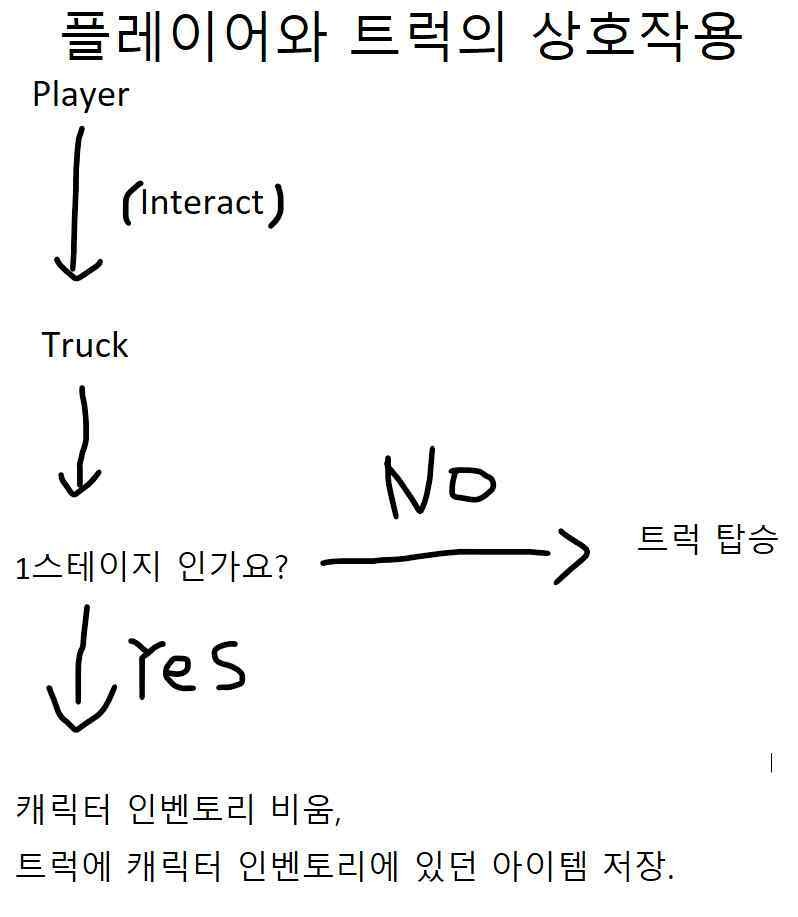 플레이어와 트럭의 상호작용
Player
(Interact)
Truck
NO
트럭 탑승
1스테이지 인가요?
Yes
캐릭터 인벤토리 비움,
트럭에 캐릭터 인벤토리에 있던 아이템 저장.